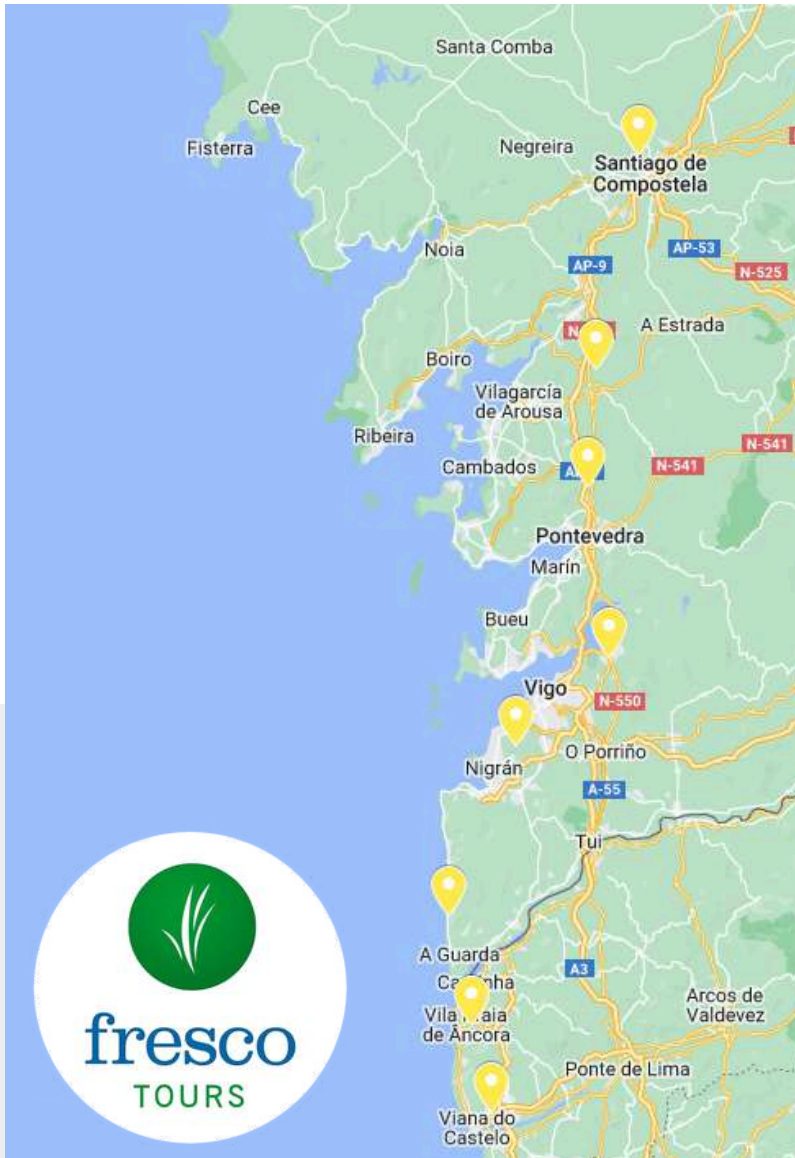 Santa Comba
Cee
Fisterra
Negreira
Santiago de
Compostela
Noia
AP-53
AP-9
N-525
A Estrada
Boiro
Vilagarcía
de Arousa
Ribeira
Cambados
N-541
N-541
Pontevedra
Marín
Bueu
Vigo
N-550
O Porriño
Nigrán
A-55
Tui
A Guarda
A3
Vila
de Âncora
Arcos de
Valdevez
Ponte de Lima
Viana do
Castelo
fresco
TOURS